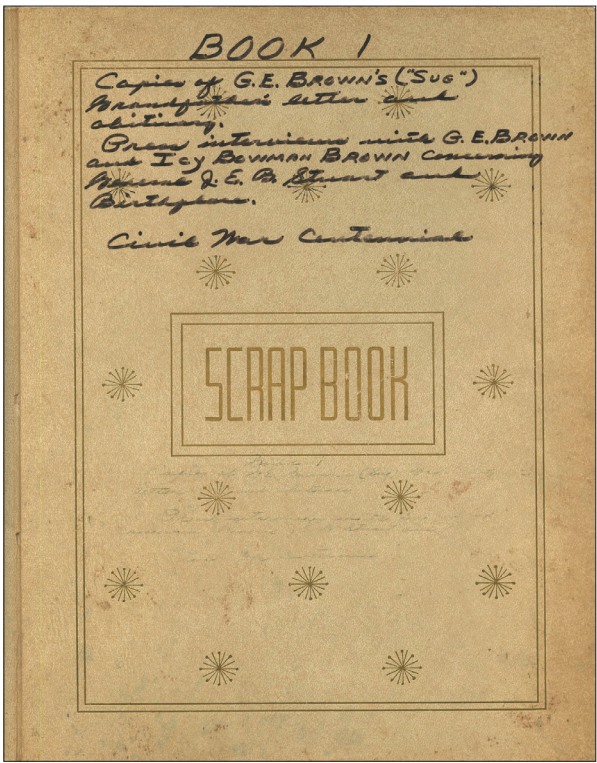 BOOK 1
Copies of G.E. BROWN'S ("SUG")
Grandfather's letter and
obituary.
Press interviews with G.E. BROWN
and Icy BOWMAN BROWN concerning
General J. E. B. Stuart and
Birthplace.
Civil War Centennial
SCRAP BOOK